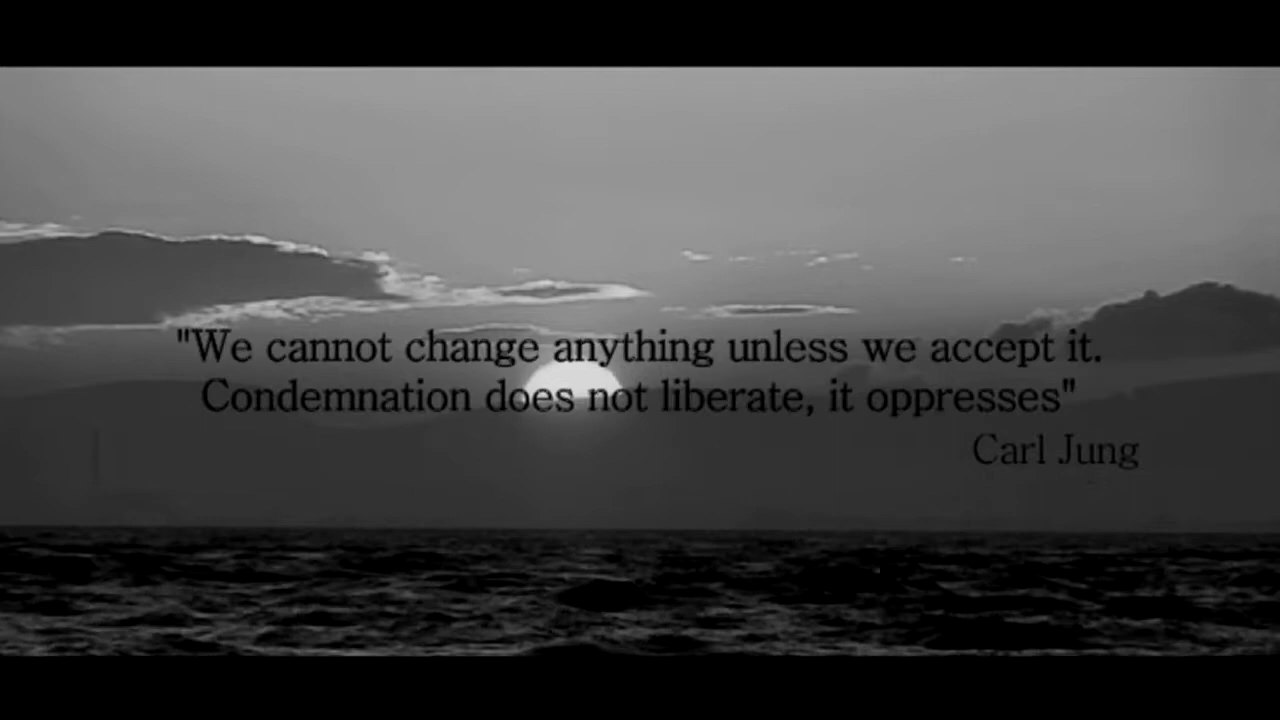 "We cannot change anything unless we accept it.
Condemnation does not liberate, it oppresses"
Carl Jung